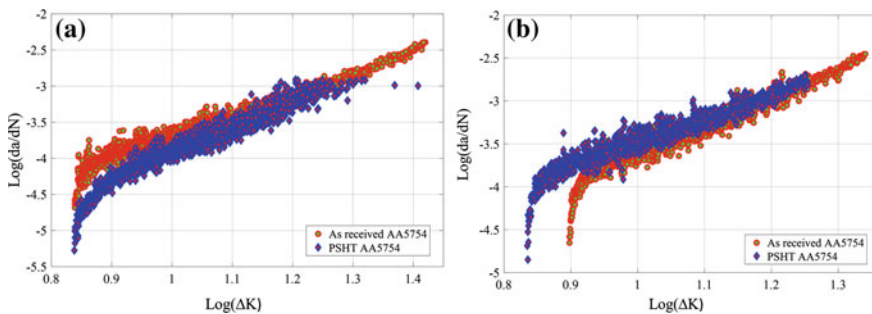 (a)
-2
-2.5
-3
-3.5
-4
-4.5
-5
-5.5
Log(da/dN)
0.8 0.9 1 1.1 1.2 1.3 1.4
Log(ΔK)
As received AA5754
PSHT AA5754
(b)
-2
-2.5
-3
-3.5
-4
-4.5
-5
Log(da/dN)
0.8 0.9 1 1.1 1.2 1.3
Log(ΔK)
As received AA5754
PSHT AA5754